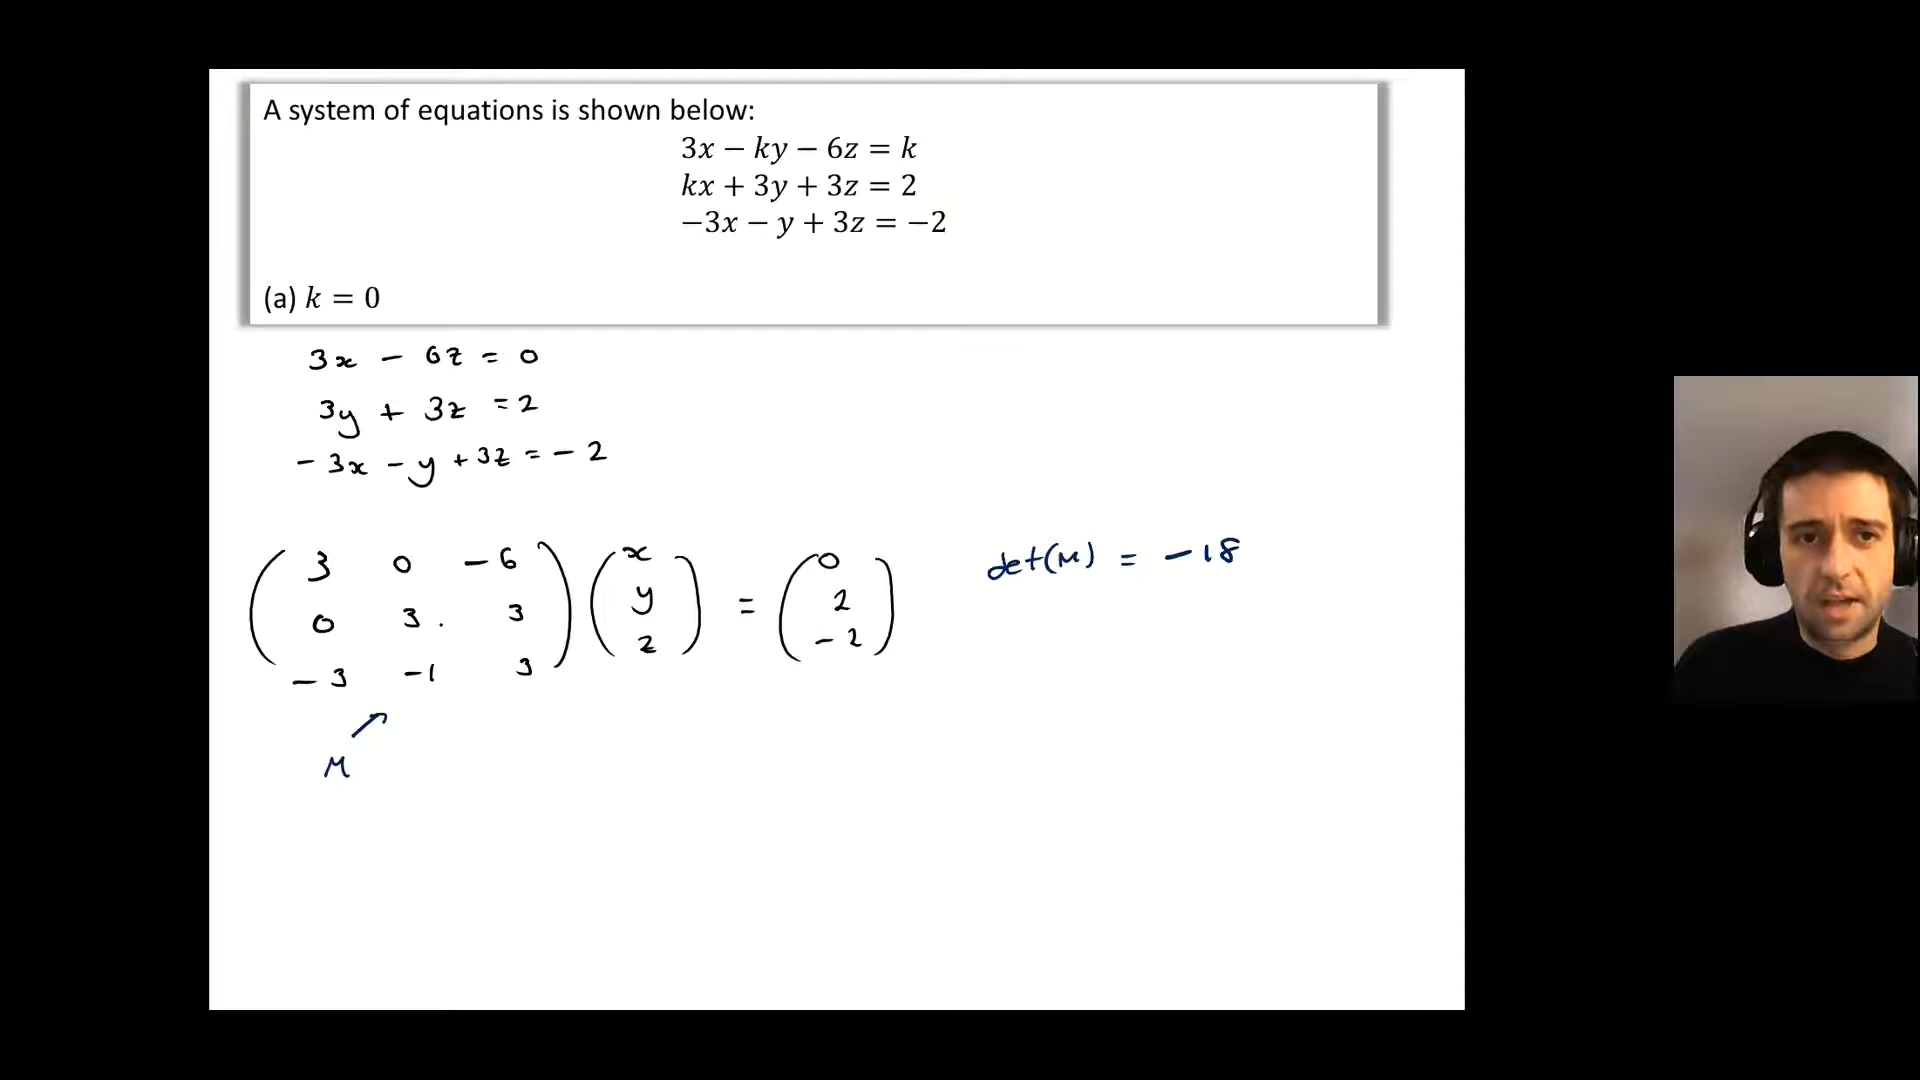 A system of equations is shown below:
3x − ky − 6z = k
kx + 3y + 3z = 2
−3x − y + 3z = −2
(a) k = 0
3x − 6z = 0
3y + 3z = 2
−3x − y + 3z = −2
( 3 0 −6 ) ( x ) = ( 0 ) det(M) = −18
( 0 3. 3 ) ( y ) ( 2 )
( −3 −1 3 ) ( z ) ( −2 )
M